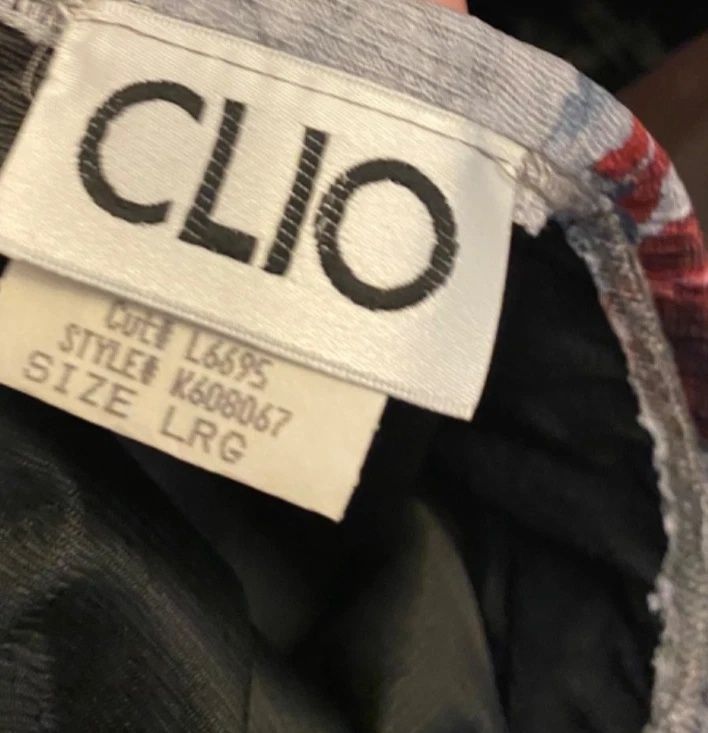 CLIO
CUT# L6695
STYLE# K608067
SIZE LRG